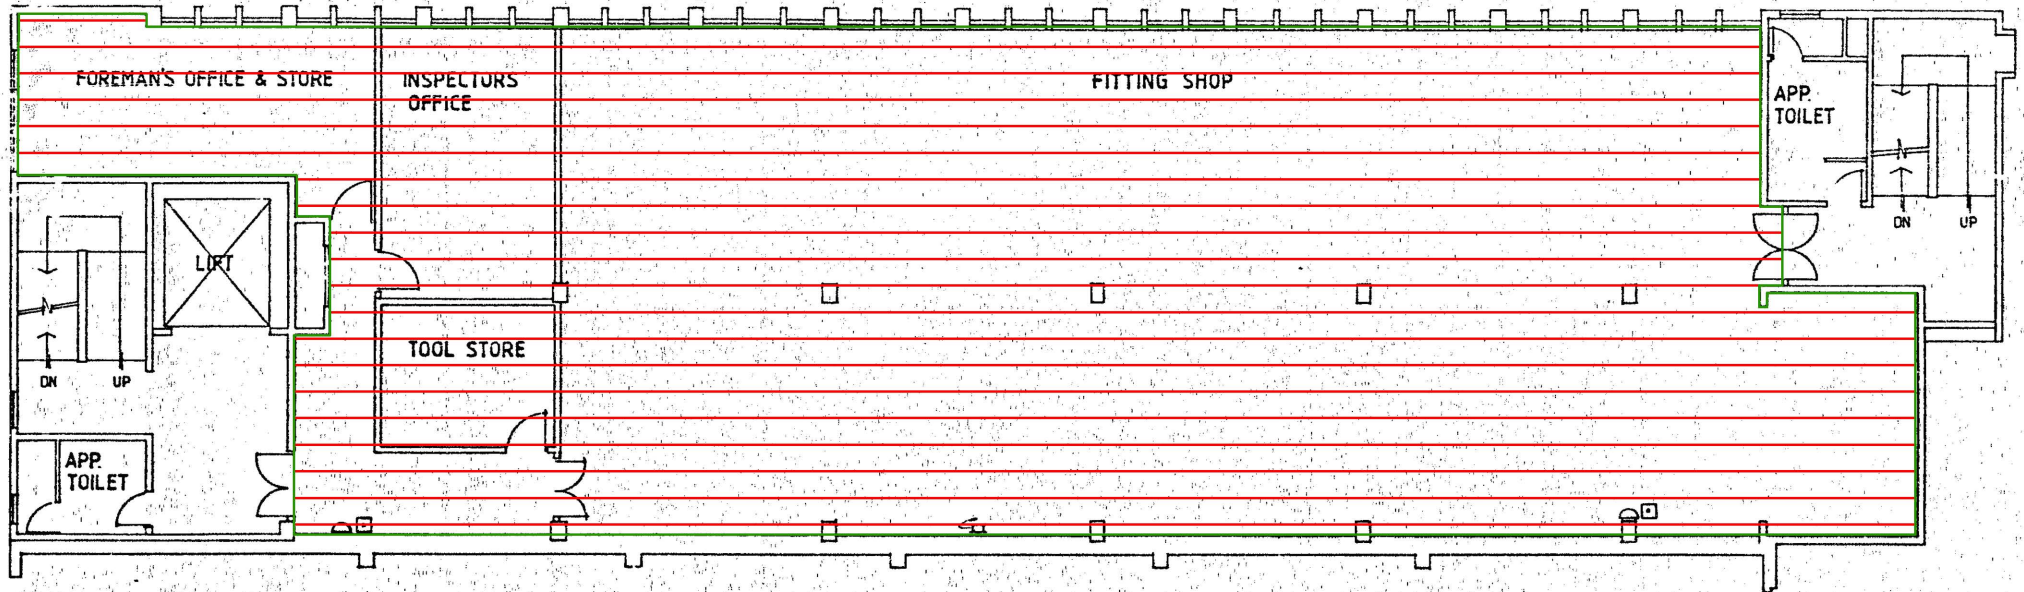 FOREMAN'S OFFICE & STORE
INSPECTORS
OFFICE
FITTING SHOP
APP.
TOILET
DN
UP
LIFT
N
N
TOOL STORE
DN
UP
APP.
TOILET